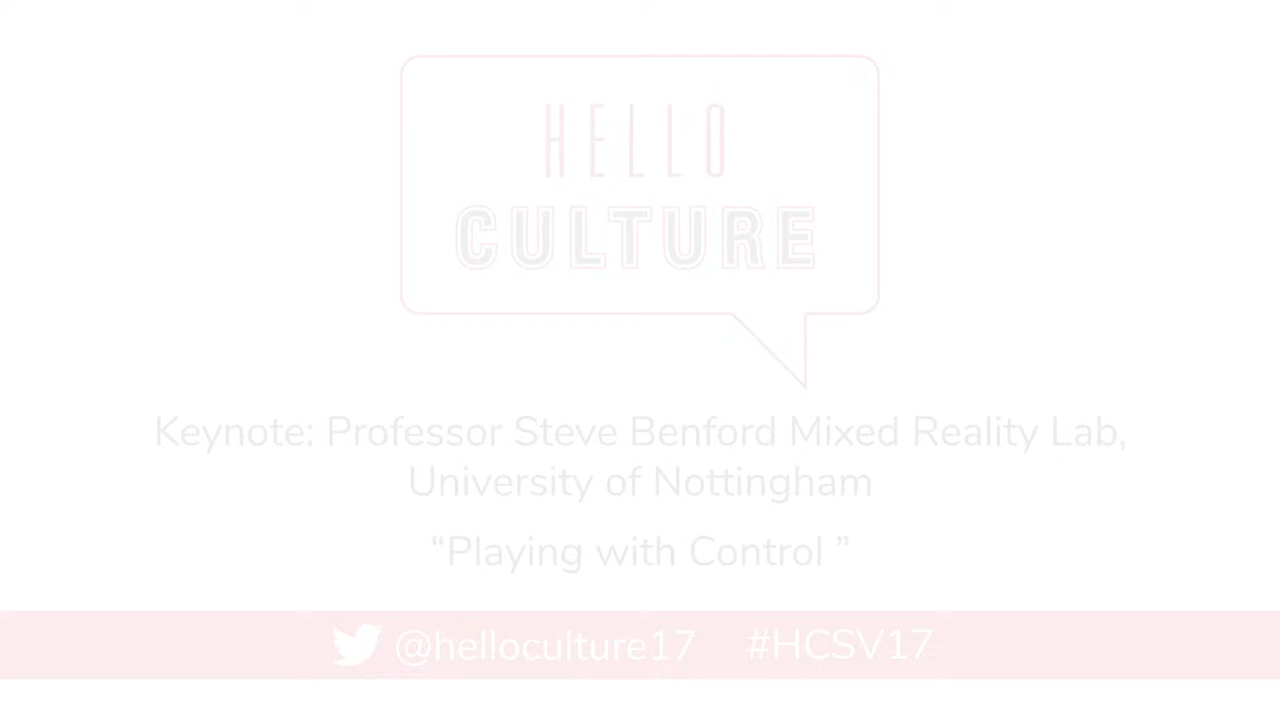 HELLO
CULTURE
Keynote: Professor Steve Benford Mixed Reality Lab,
University of Nottingham
“Playing with Control ”
@helloculture17 #HCSV17